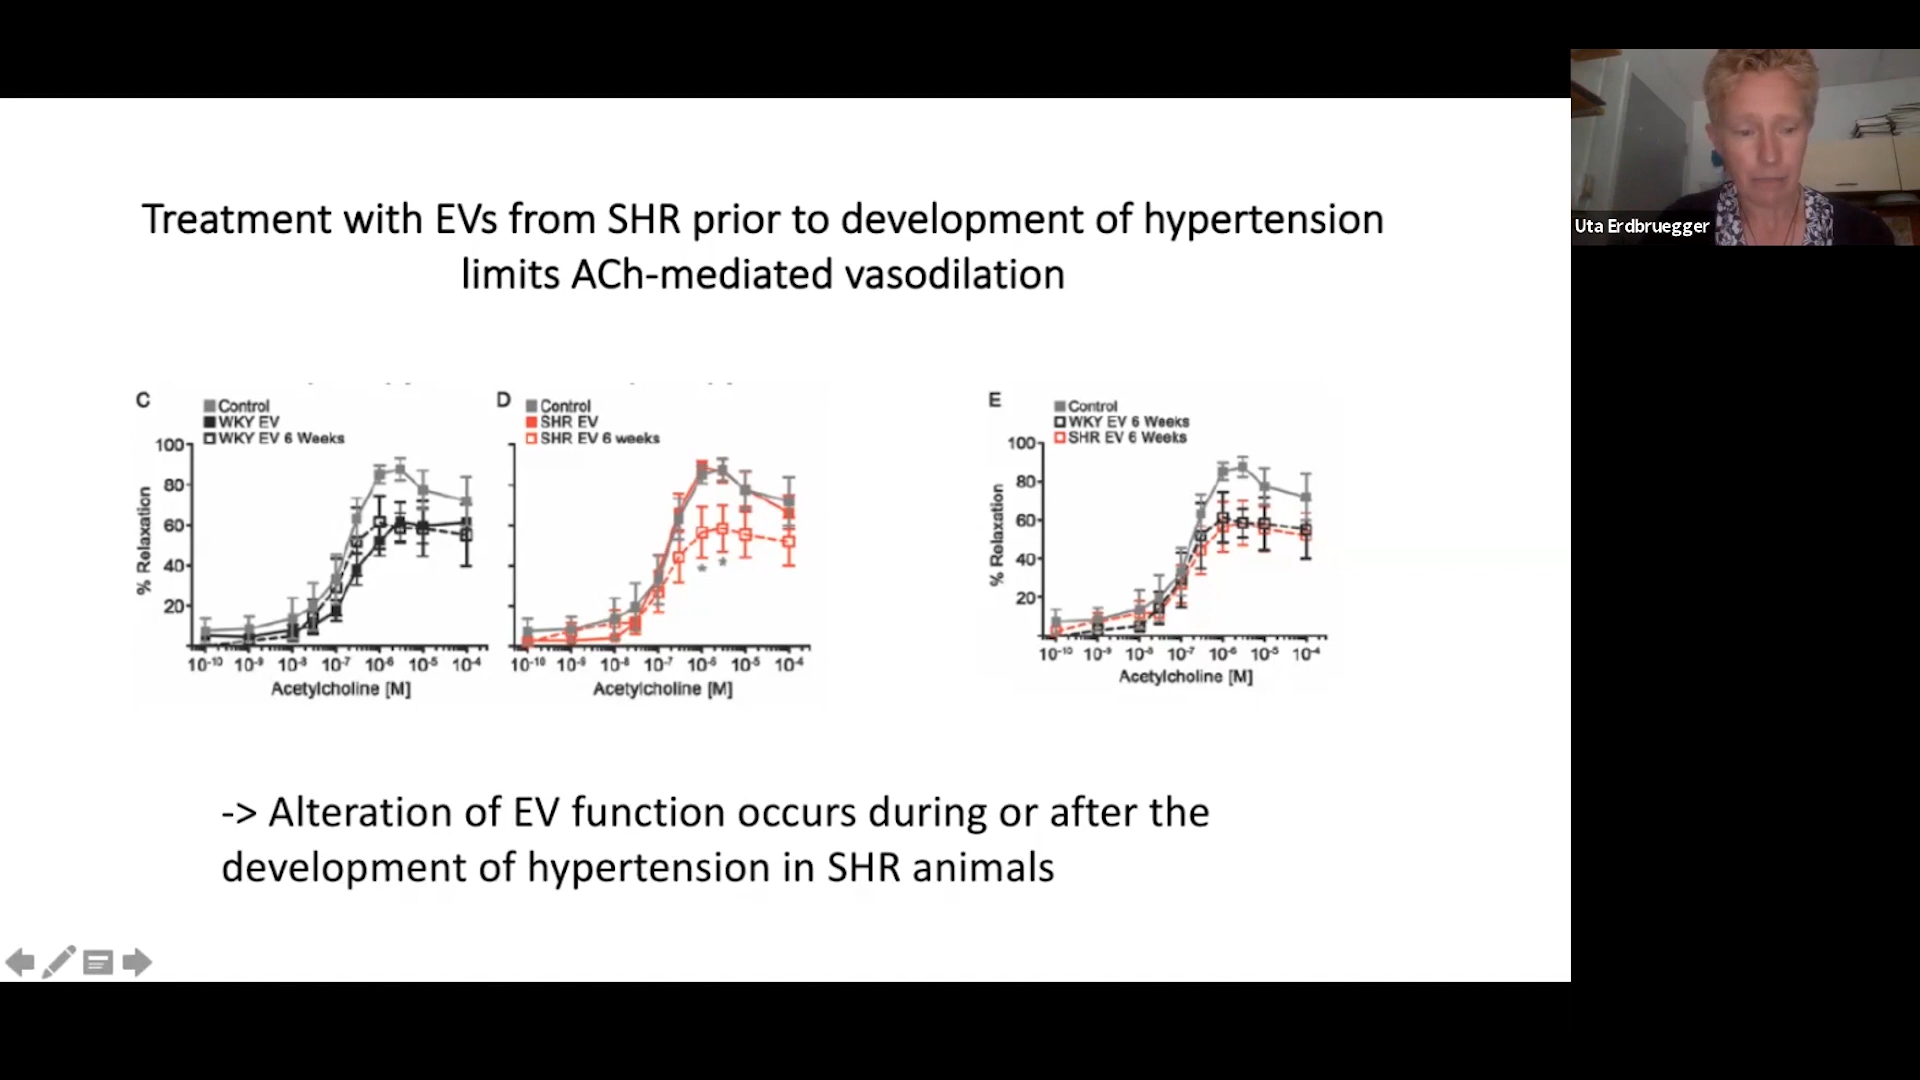 Treatment with EVs from SHR prior to development of hypertension
limits ACh-mediated vasodilation
Uta Erdbruegger
C
Control
WKY EV
WKY EV 6 Weeks
100
80
60
40
20
% Relaxation
10-10 10-9 10-8 10-7 10-6 10-5 10-4
Acetylcholine [M]
D
Control
SHR EV
SHR EV 6 weeks
* *
10-10 10-9 10-8 10-7 10-6 10-5 10-4
Acetylcholine [M]
E
Control
WKY EV 6 Weeks
SHR EV 6 Weeks
100
80
60
40
20
% Relaxation
10-10 10-9 10-8 10-7 10-6 10-5 10-4
Acetylcholine [M]
-> Alteration of EV function occurs during or after the
development of hypertension in SHR animals